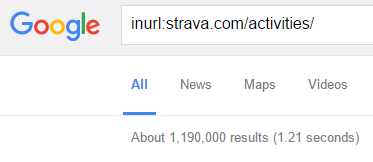 Google inurl:strava.com/activities/
All News Maps Videos
About 1,190,000 results (1.21 seconds)